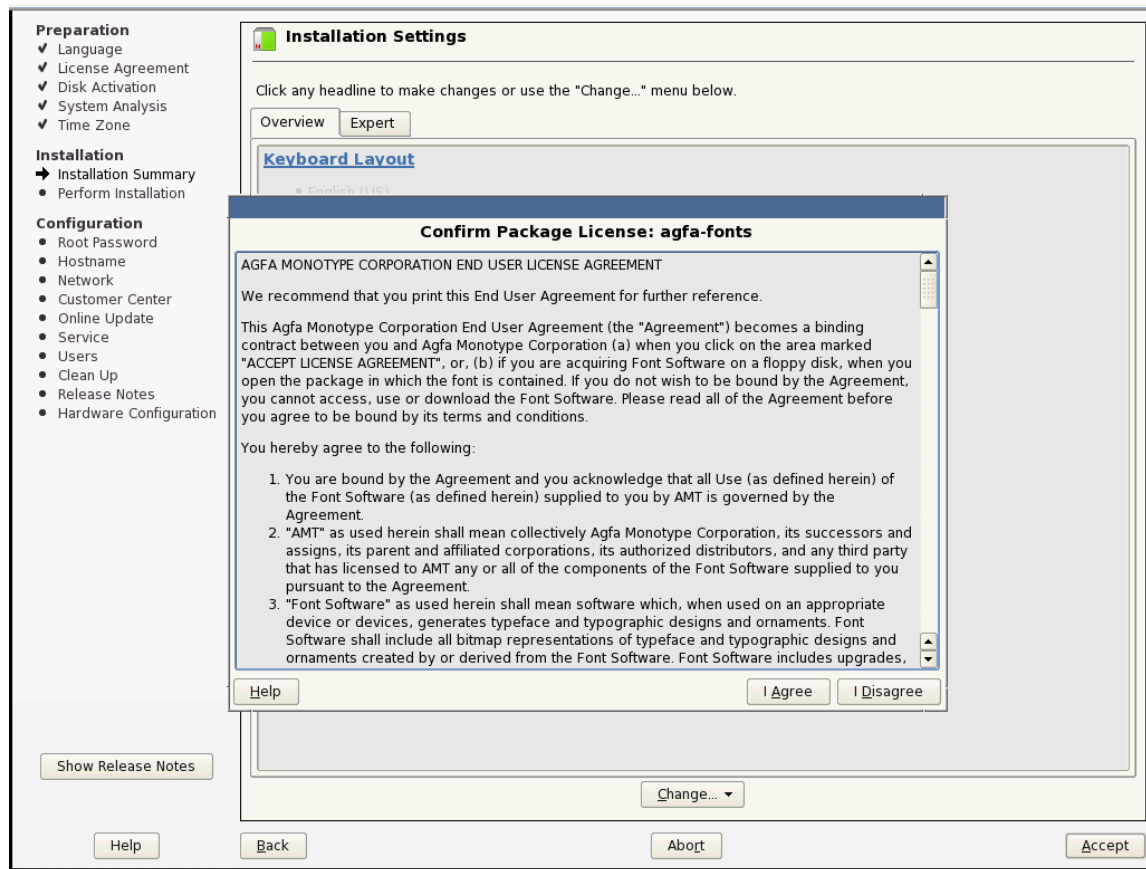 Preparation
Language
License Agreement
Disk Activation
System Analysis
Time Zone
Installation
Installation Summary
Perform Installation
Configuration
Root Password
Hostname
Network
Customer Center
Online Update
Service
Users
Clean Up
Release Notes
Hardware Configuration
Show Release Notes
Help
Installation Settings
Click any headline to make changes or use the "Change..." menu below.
Overview
Expert
Keyboard Layout
• English (US)
Confirm Package License: agfa-fonts
AGFA MONOTYPE CORPORATION END USER LICENSE AGREEMENT
We recommend that you print this End User Agreement for further reference.
This Agfa Monotype Corporation End User Agreement (the "Agreement") becomes a binding
contract between you and Agfa Monotype Corporation (a) when you click on the area marked
"ACCEPT LICENSE AGREEMENT", or, (b) if you are acquiring Font Software on a floppy disk, when you
open the package in which the font is contained. If you do not wish to be bound by the Agreement,
you cannot access, use or download the Font Software. Please read all of the Agreement before
you agree to be bound by its terms and conditions.
You hereby agree to the following:
1. You are bound by the Agreement and you acknowledge that all Use (as defined herein) of
the Font Software (as defined herein) supplied to you by AMT is governed by the
Agreement.
2. "AMT" as used herein shall mean collectively Agfa Monotype Corporation, its successors and
assigns, its parent and affiliated corporations, its authorized distributors, and any third party
that has licensed to AMT any or all of the components of the Font Software supplied to you
pursuant to the Agreement.
3. "Font Software" as used herein shall mean software which, when used on an appropriate
device or devices, generates typeface and typographic designs and ornaments. Font
Software shall include all bitmap representations of typeface and typographic designs and
ornaments created by or derived from the Font Software. Font Software includes upgrades,
Help
I Agree
I Disagree
Change...
Back
Abort
Accept